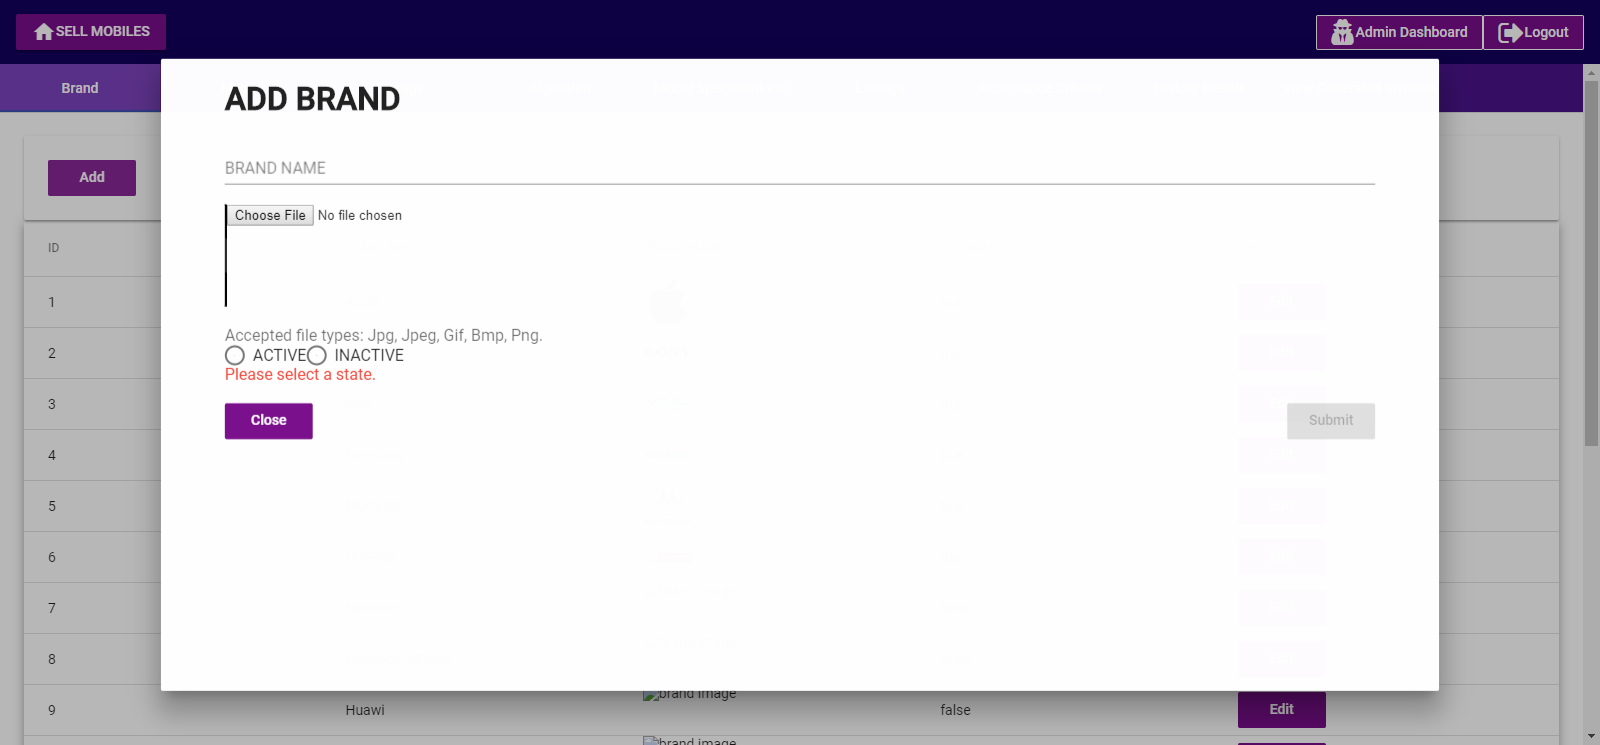 SELL MOBILES
Admin Dashboard
Logout
Brand
ADD BRAND
BRAND NAME
Add
Choose File No file chosen
ID
1
Accepted file types: Jpg, Jpeg, Gif, Bmp, Png.
ACTIVE INACTIVE
2
Please select a state.
3
Close
Submit
4
5
6
7
8
9 Huawi brand image false Edit
brand image